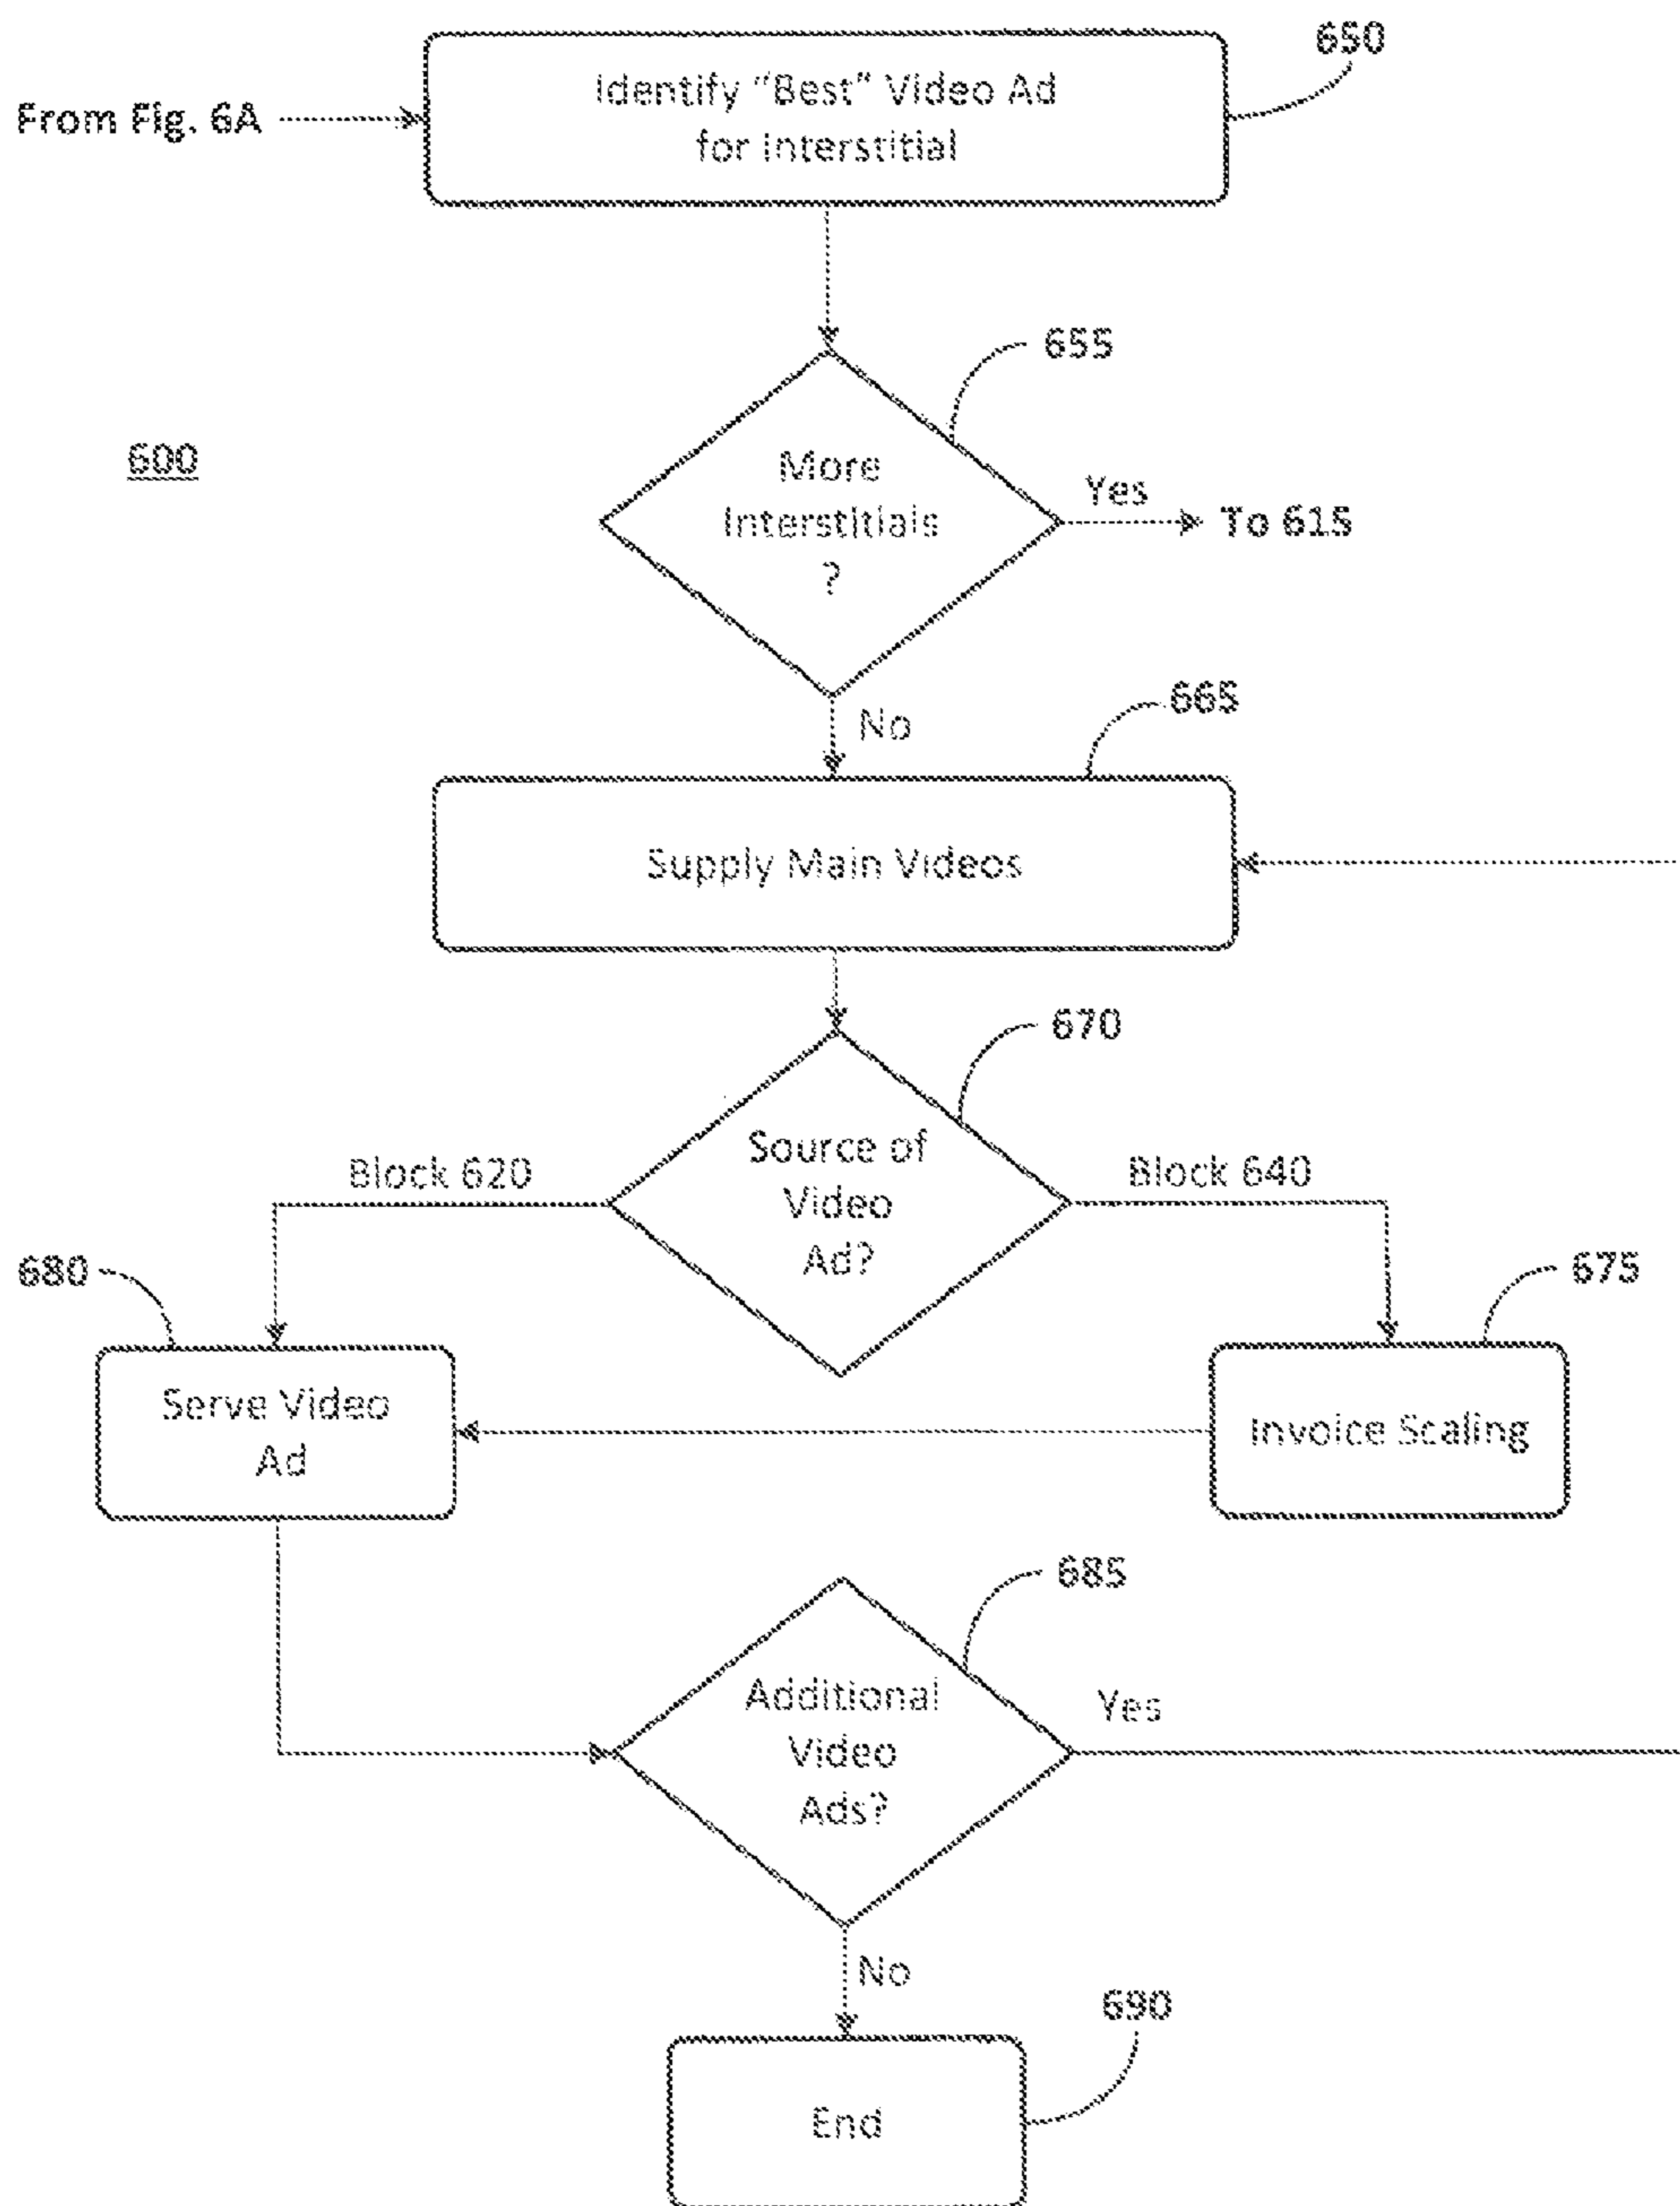 650
Identify "Best" Video Ad
for Interstitial
From Fig. 6A
655
600
More
Interstitials
?
Yes
To 615
No
665
Supply Main Videos
670
Source of
Video
Ad?
Block 620
Block 640
680
675
Serve Video
Ad
Invoice Scaling
685
Additional
Video
Ads?
Yes
No
690
End